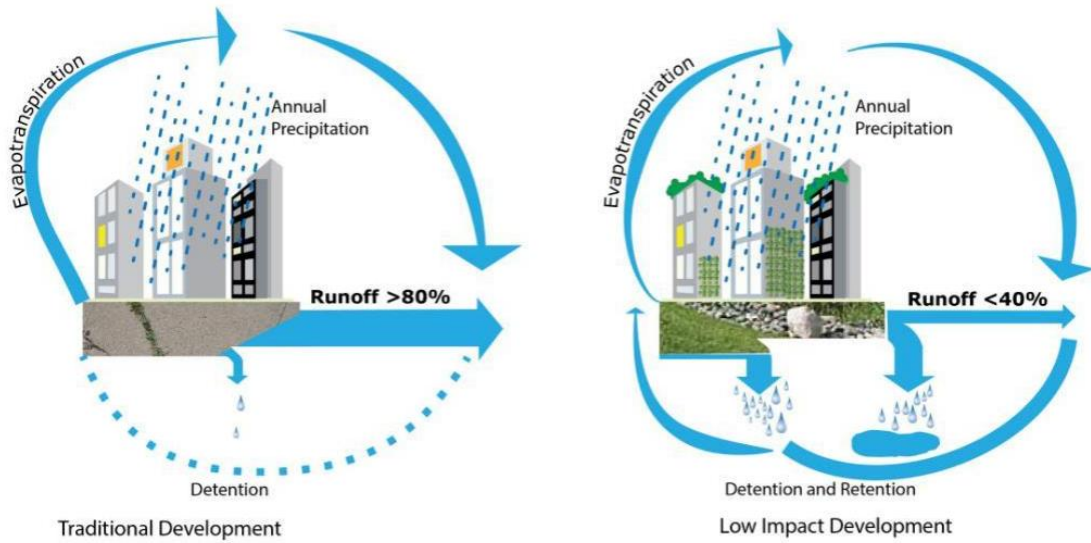 Evapotranspiration
Annual
Precipitation
Runoff >80%
Detention
Traditional Development
Evapotranspiration
Annual
Precipitation
Runoff <40%
Detention and Retention
Low Impact Development